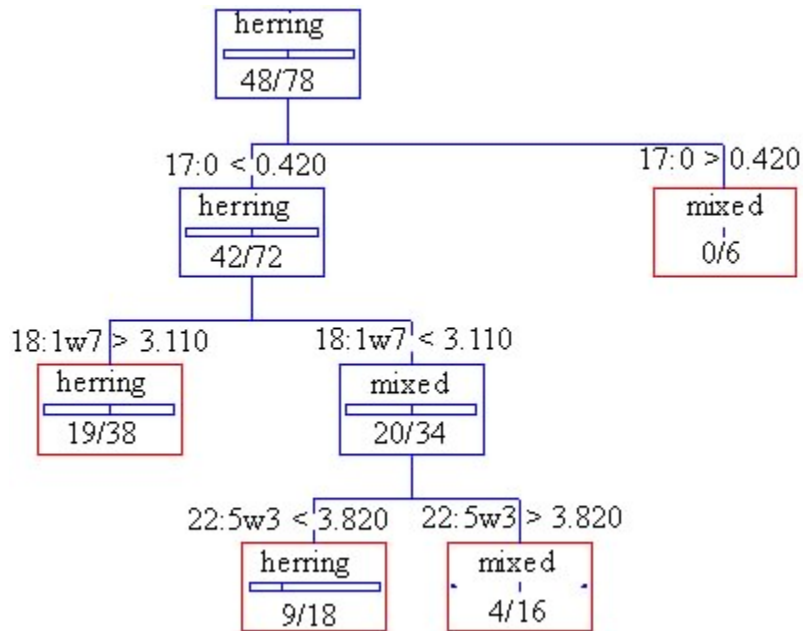 herring
48/78
17:0 < 0.420
17:0 > 0.420
herring
42/72
mixed
0/6
18:1w7 > 3.110
18:1w7 < 3.110
herring
19/38
mixed
20/34
22:5w3 < 3.820
22:5w3 > 3.820
herring
9/18
mixed
4/16